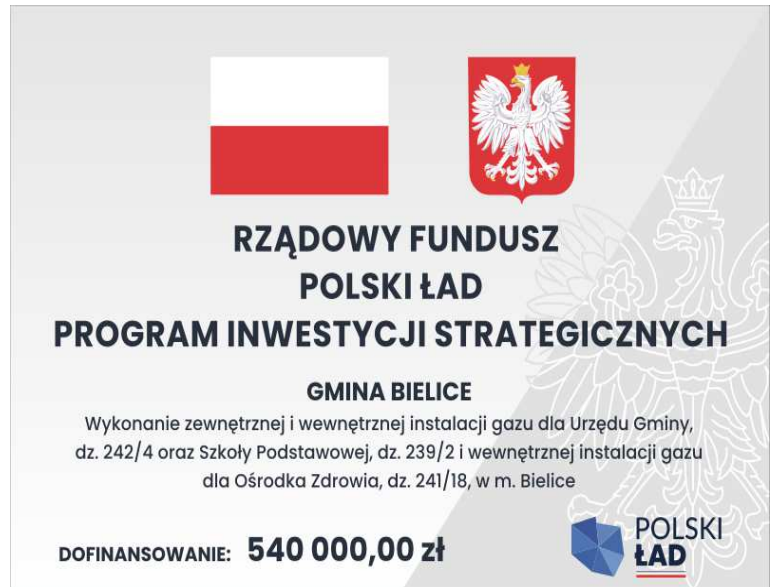 RZĄDOWY FUNDUSZ
POLSKI ŁAD
PROGRAM INWESTYCJI STRATEGICZNYCH
GMINA BIELICE
Wykonanie zewnętrznej i wewnętrznej instalacji gazu dla Urzędu Gminy,
dz. 242/4 oraz Szkoły Podstawowej, dz. 239/2 i wewnętrznej instalacji gazu
dla Ośrodka Zdrowia, dz. 241/18, w m. Bielice
DOFINANSOWANIE: 540 000,00 zł
POLSKI
ŁAD